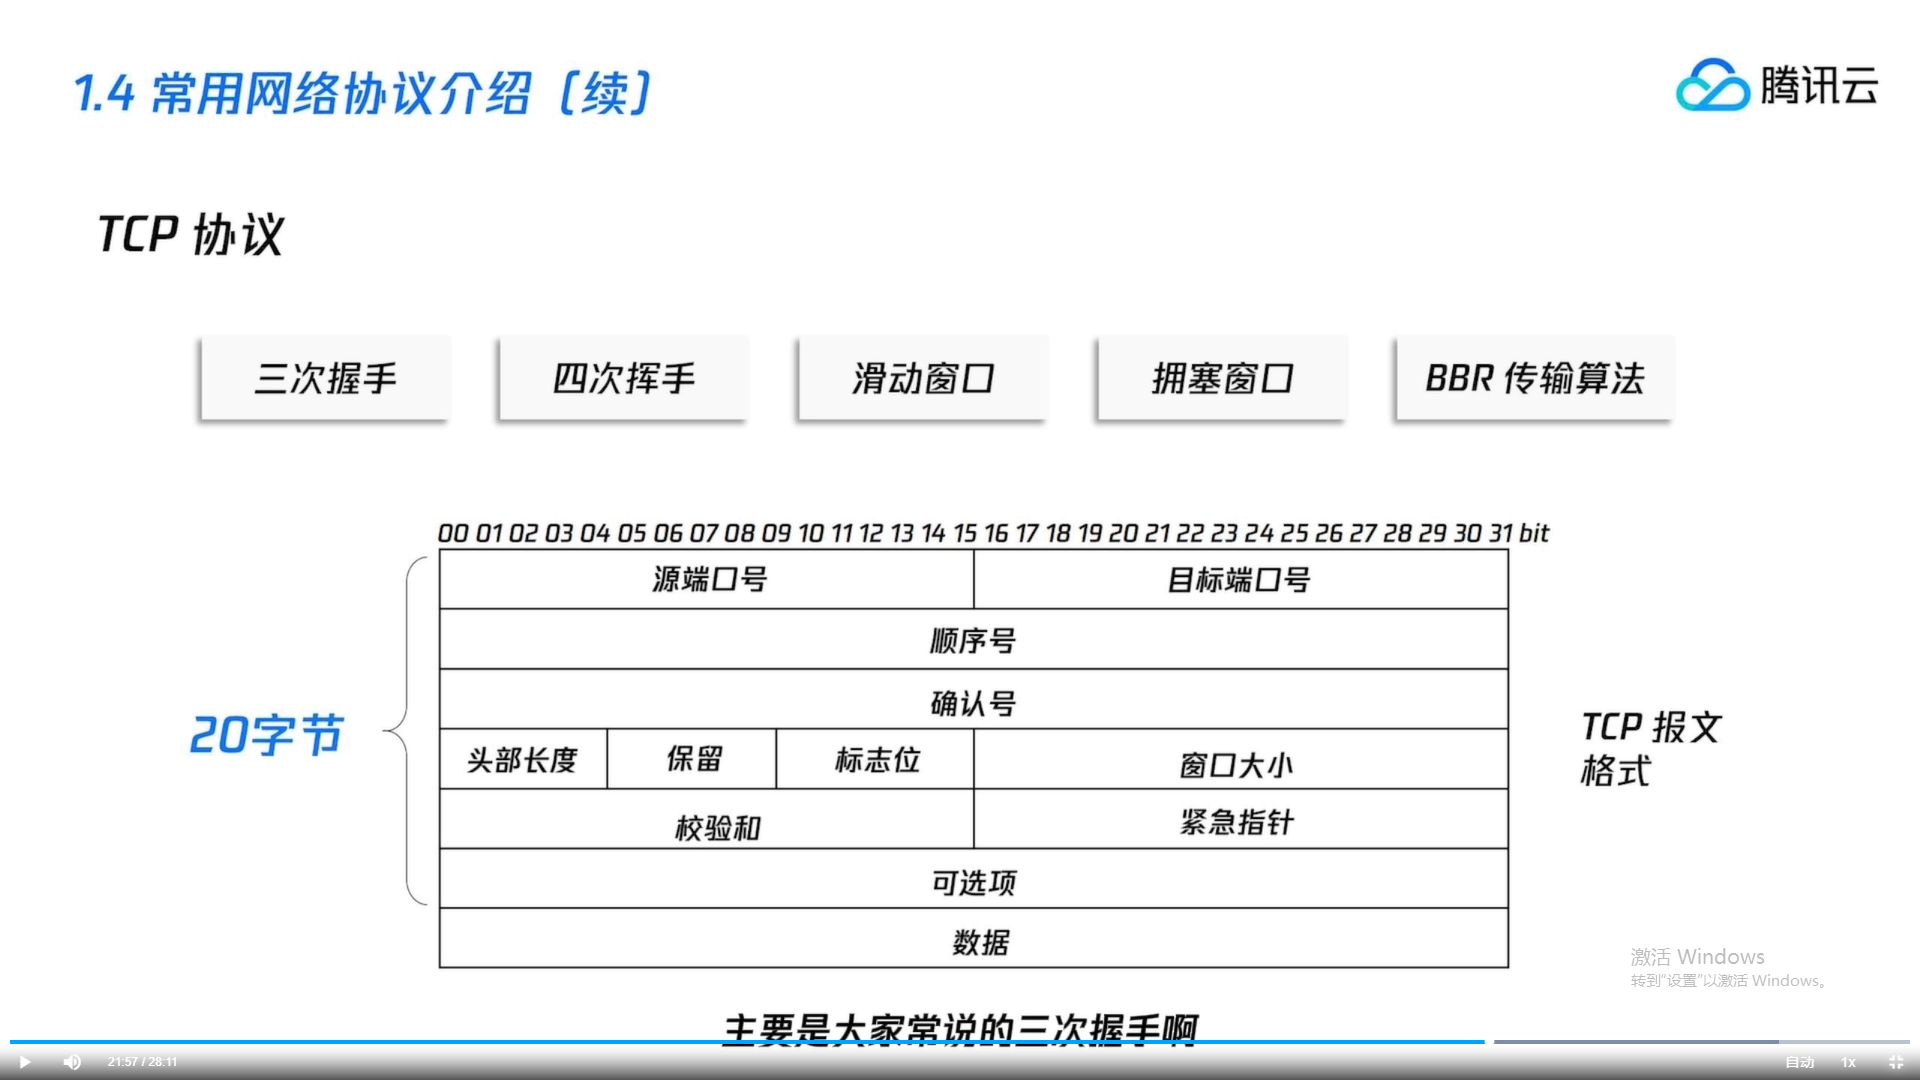 1.4 常用网络协议介绍（续）
腾讯云
TCP 协议
三次握手
四次挥手
滑动窗口
拥塞窗口
BBR 传输算法
00 01 02 03 04 05 06 07 08 09 10 11 12 13 14 15 16 17 18 19 20 21 22 23 24 25 26 27 28 29 30 31 bit
源端口号
目标端口号
顺序号
确认号
20字节
头部长度
保留
标志位
窗口大小
TCP 报文
格式
校验和
紧急指针
可选项
数据
激活 Windows
转到“设置”以激活 Windows。
主要是大家常说的三次握手啊
21:57 / 28:11
自动
1x